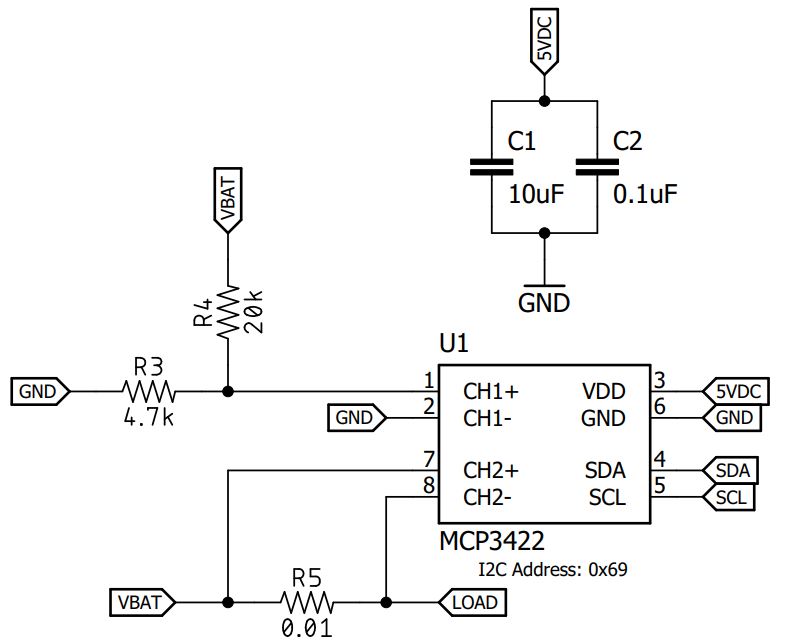 5VDC
C1
C2
10uF
0.1uF
GND
VBAT
R4
20k
U1
R3
GND
4.7k
1
CH1+
VDD
3
5VDC
GND
2
CH1-
GND
6
GND
7
CH2+
SDA
4
SDA
8
CH2-
SCL
5
SCL
MCP3422
I2C Address: 0x69
R5
VBAT
LOAD
0.01